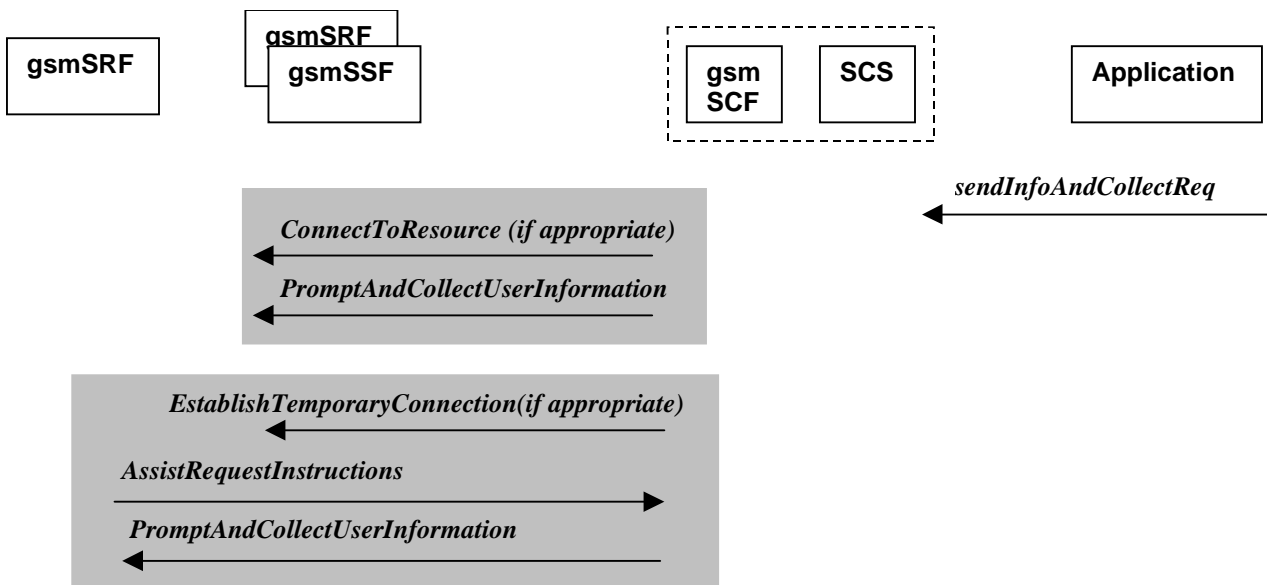 gsmSRF
gsmSRF
gsmSSF
gsm
SCF
SCS
Application
sendInfoAndCollectReq
ConnectToResource (if appropriate)
PromptAndCollectUserInformation
EstablishTemporaryConnection(if appropriate)
AssistRequestInstructions
PromptAndCollectUserInformation